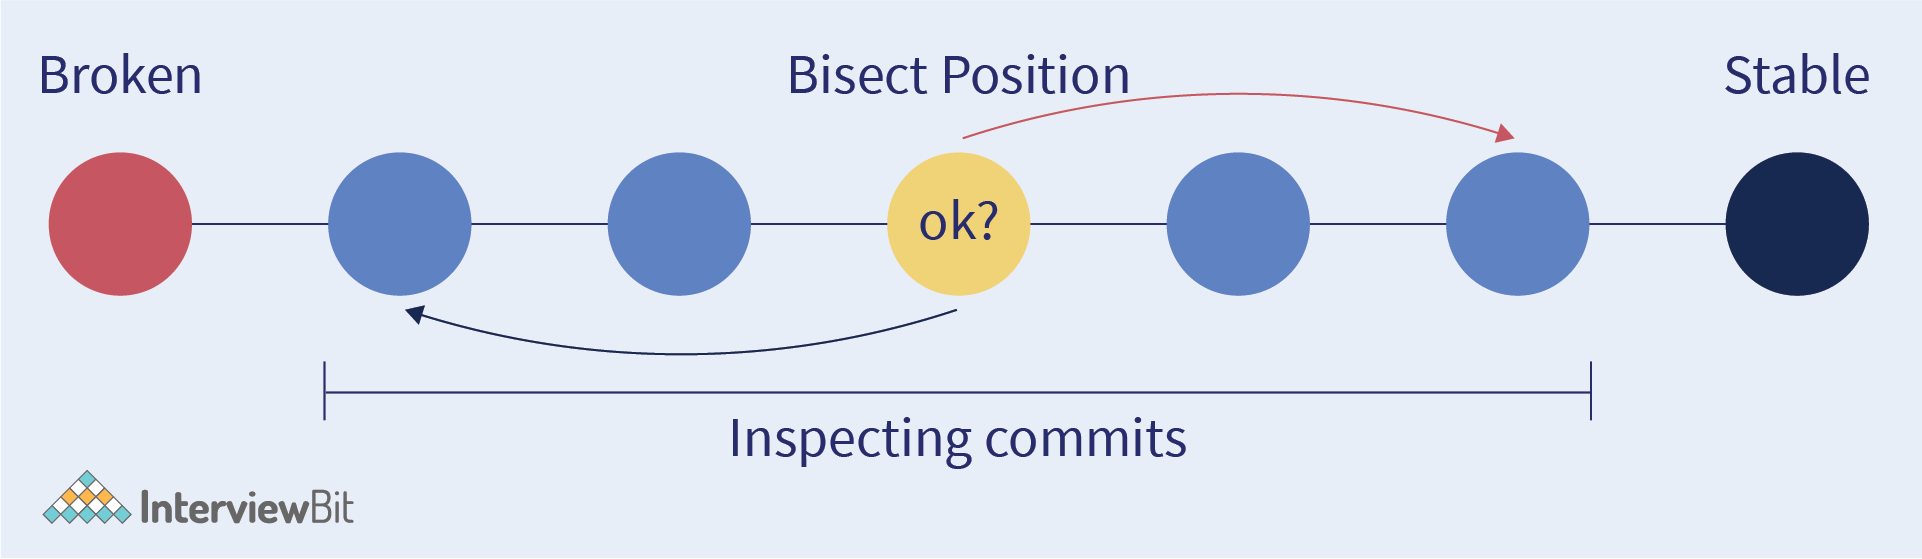 Broken
Bisect Position
Stable
ok?
Inspecting commits
InterviewBit